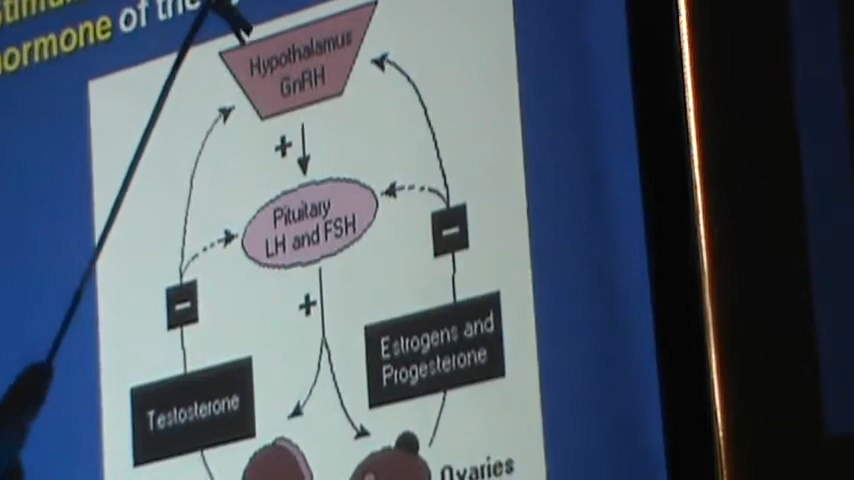 hormone of the
Hypothalamus
GnRH
+
Pituitary
LH and FSH
−
−
+
Estrogens and
Progesterone
Testosterone
Ovaries